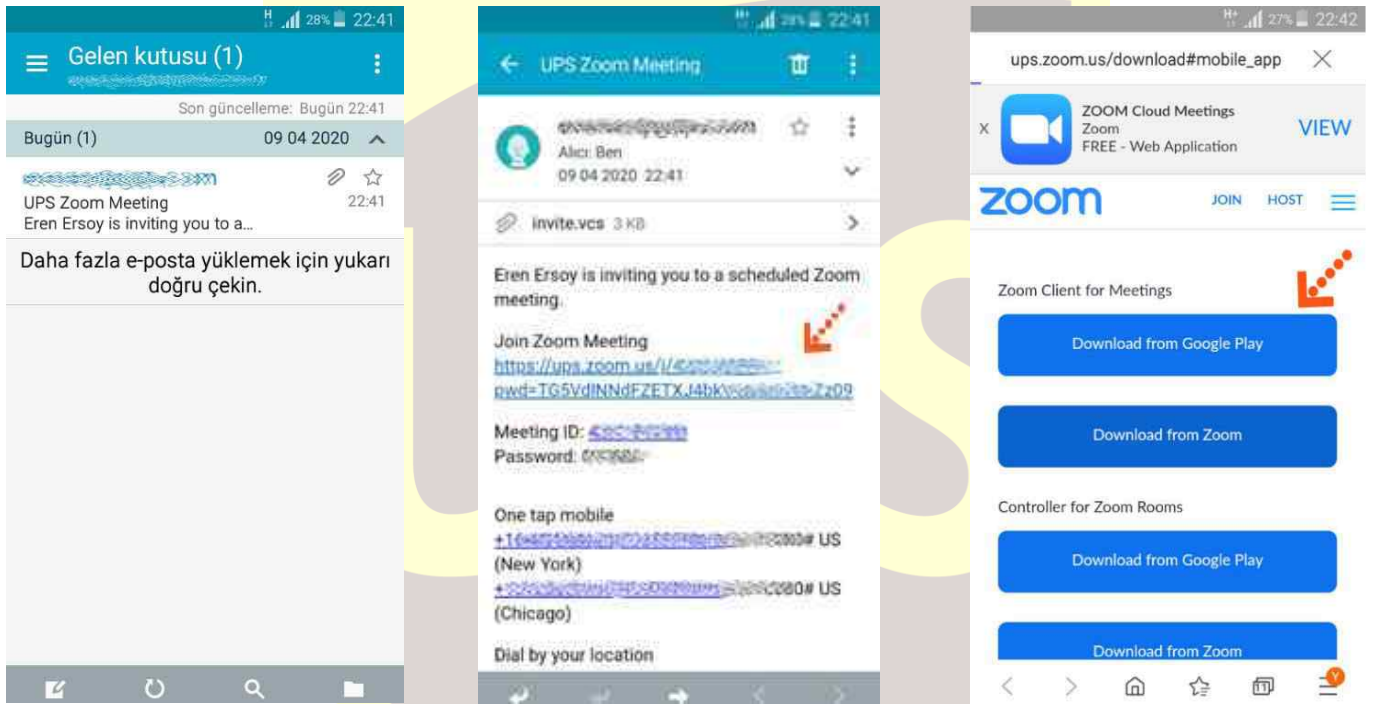 H 28% 22:41
Gelen kutusu (1)
Son güncelleme: Bugün 22:41
Bugün (1) 09 04 2020
UPS Zoom Meeting 22:41
Eren Ersoy is inviting you to a...
Daha fazla e-posta yüklemek için yukarı
doğru çekin.
H+ 28% 22:41
UPS Zoom Meeting
Alıcı: Ben
09 04 2020 22:41
invite.vcs 3 KB
Eren Ersoy is inviting you to a scheduled Zoom
meeting.
Join Zoom Meeting
https://ups.zoom.us/j/
Meeting ID:
Password:
One tap mobile
US
(New York)
US
(Chicago)
Dial by your location
H+ 27% 22:42
ups.zoom.us/download#mobile_app
X
ZOOM Cloud Meetings
Zoom
FREE - Web Application
VIEW
zoom JOIN HOST
Zoom Client for Meetings
Download from Google Play
Download from Zoom
Controller for Zoom Rooms
Download from Google Play
Download from Zoom
11 Y